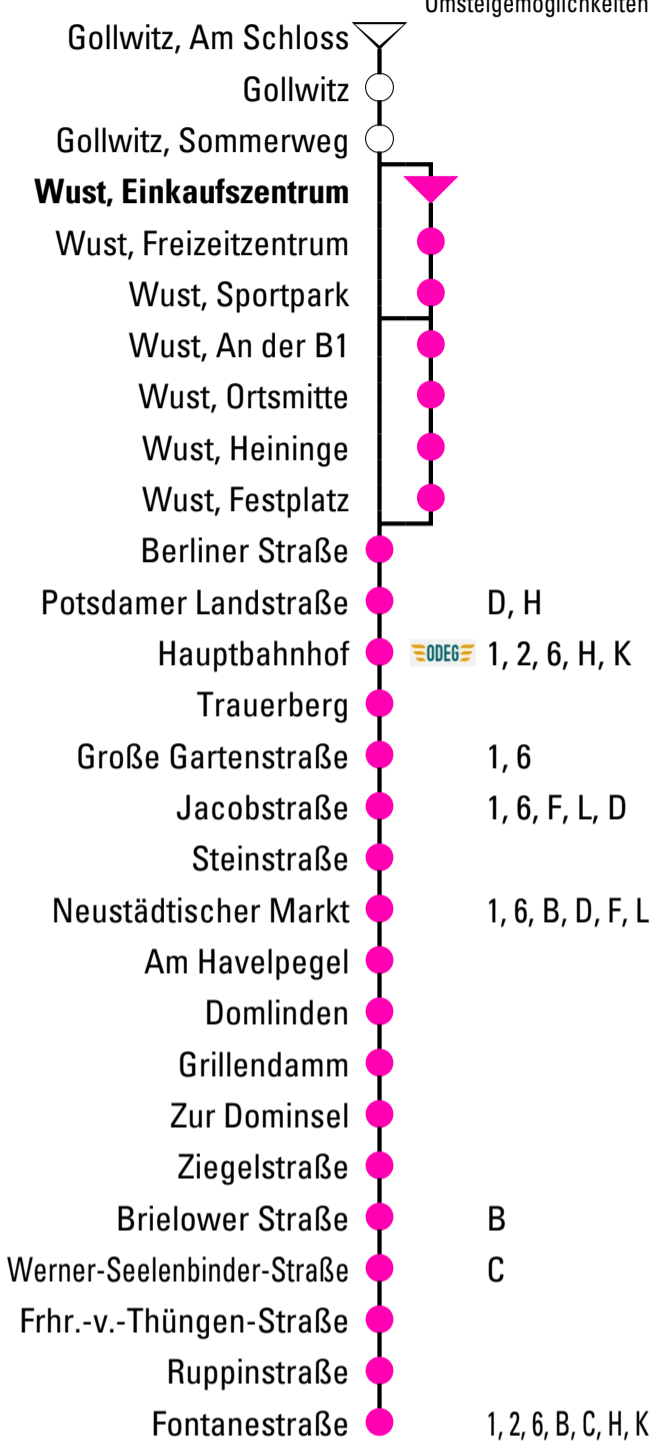 Umsteigemöglichkeiten
Gollwitz, Am Schloss
Gollwitz
Gollwitz, Sommerweg
Wust, Einkaufszentrum
Wust, Freizeitzentrum
Wust, Sportpark
Wust, An der B1
Wust, Ortsmitte
Wust, Heininge
Wust, Festplatz
Berliner Straße
Potsdamer Landstraße D, H
Hauptbahnhof ODEG 1, 2, 6, H, K
Trauerberg
Große Gartenstraße 1, 6
Jacobstraße 1, 6, F, L, D
Steinstraße
Neustädtischer Markt 1, 6, B, D, F, L
Am Havelpegel
Domlinden
Grillendamm
Zur Dominsel
Ziegelstraße
Brielower Straße B
Werner-Seelenbinder-Straße C
Frhr.-v.-Thüngen-Straße
Ruppinstraße
Fontanestraße 1, 2, 6, B, C, H, K